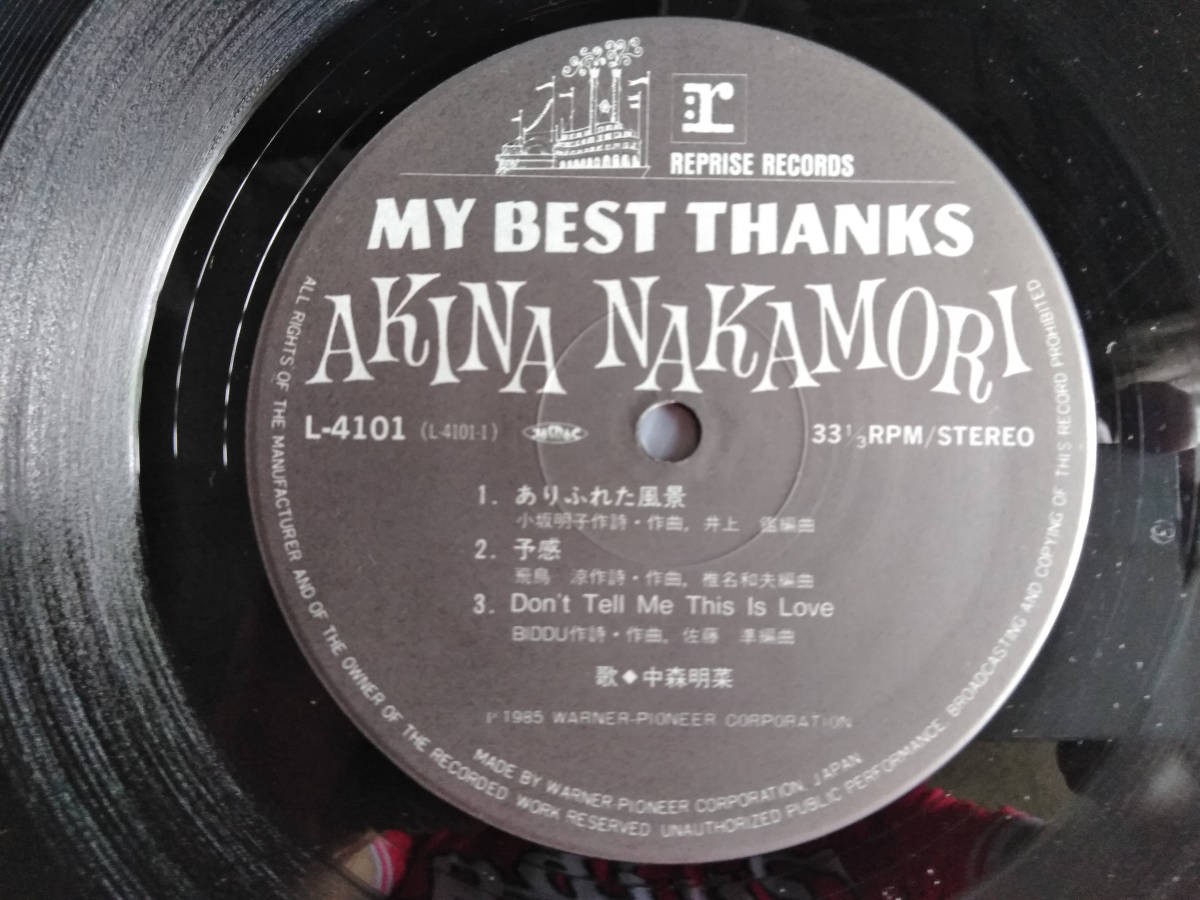 r
REPRISE RECORDS
MY BEST THANKS
AKINA NAKAMORI
L-4101 (L-4101-1) JASRAC 33 1/3 RPM/STEREO
1. ありふれた風景
小坂明子作詩・作曲, 井上 鑑編曲
2. 予感
飛鳥 涼作詩・作曲, 椎名和夫編曲
3. Don't Tell Me This Is Love
BIDDU作詩・作曲, 佐藤 準編曲
歌◆中森明菜
℗ 1985 WARNER-PIONEER CORPORATION
MADE BY WARNER-PIONEER CORPORATION, JAPAN
ALL RIGHTS OF THE MANUFACTURER AND OF THE OWNER OF THE RECORDED WORK RESERVED UNAUTHORIZED PUBLIC PERFORMANCE BROADCASTING AND COPYING OF THIS RECORD PROHIBITED